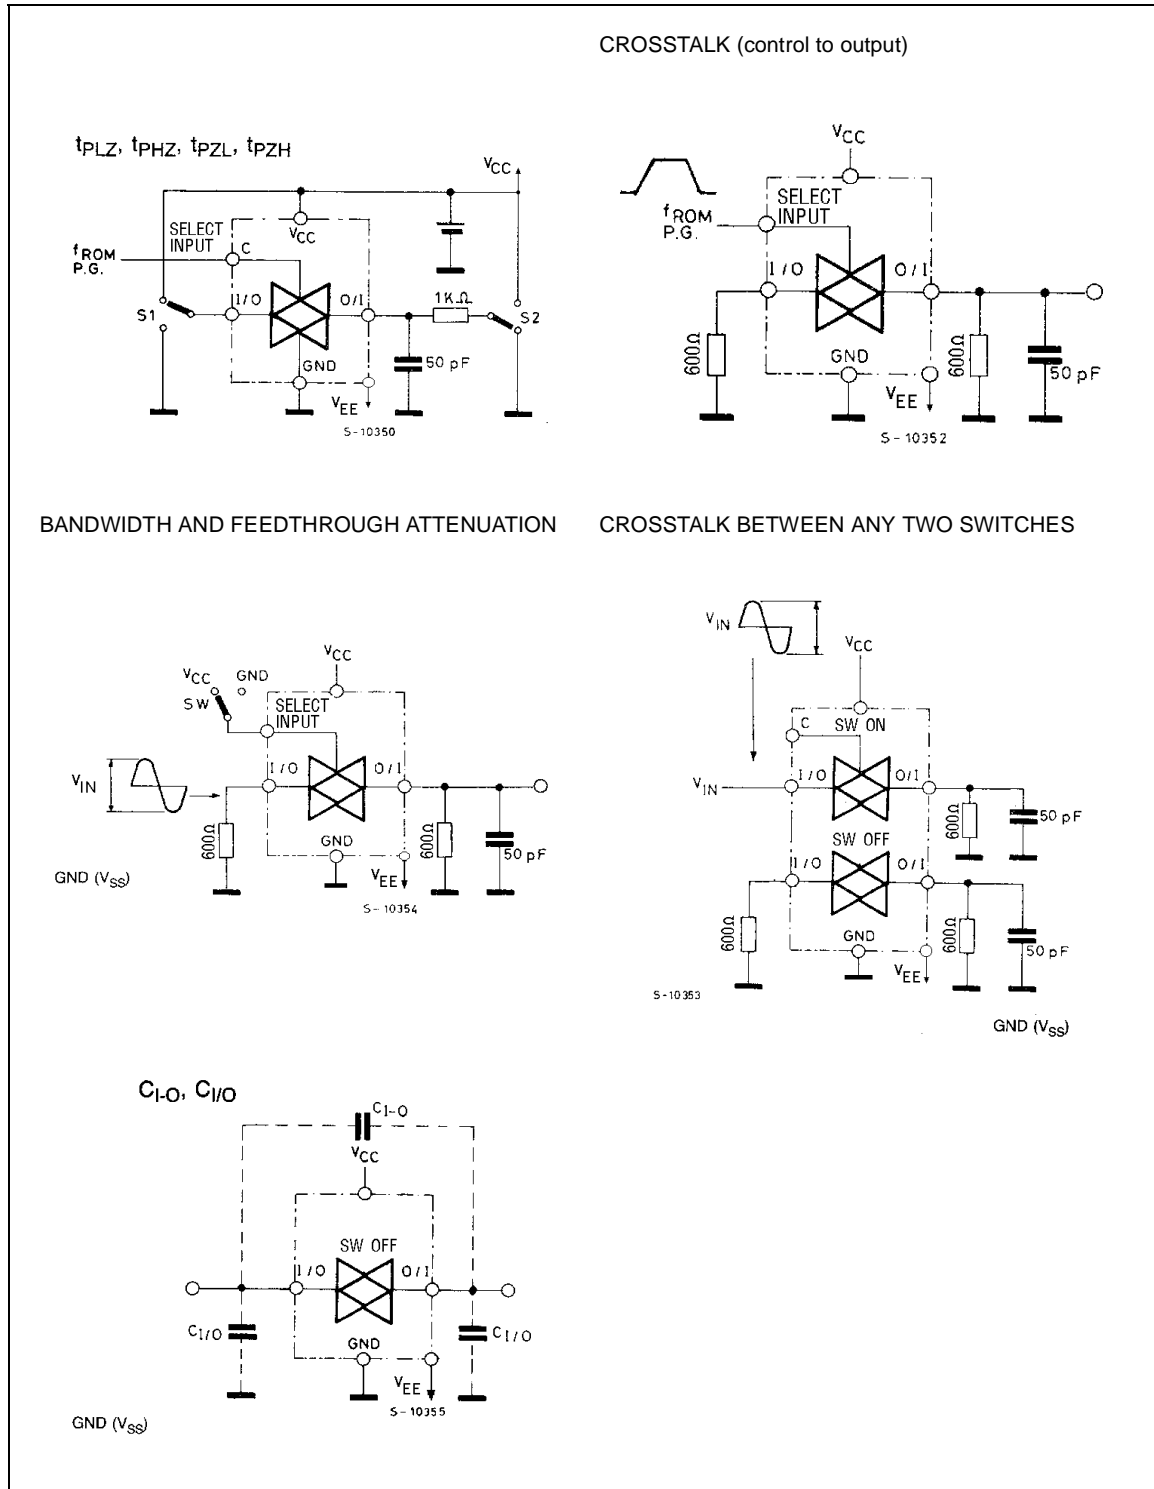 CROSSTALK (control to output)
tPLZ, tPHZ, tPZL, tPZH
VCC
SELECT
INPUT
VCC
fROM
P.G.
C
I/O
O/I
1KΩ
S1
S2
50 pF
GND
VEE
S-10350
VCC
SELECT
INPUT
fROM
P.G.
I/O
O/I
600Ω
GND
600Ω
50 pF
VEE
S-10352
BANDWIDTH AND FEEDTHROUGH ATTENUATION
CROSSTALK BETWEEN ANY TWO SWITCHES
VCC
VCC
GND
SW
SELECT
INPUT
VIN
I/O
O/I
600Ω
GND
600Ω
50 pF
VEE
GND (VSS)
S-10354
VIN
VCC
C
SW ON
VIN
I/O
O/I
600Ω
50 pF
SW OFF
I/O
O/I
600Ω
GND
600Ω
50 pF
VEE
S-10353
GND (VSS)
CI-O, CI/O
CI-O
VCC
SW OFF
I/O
O/I
CI/O
GND
CI/O
VEE
S-10355
GND (VSS)